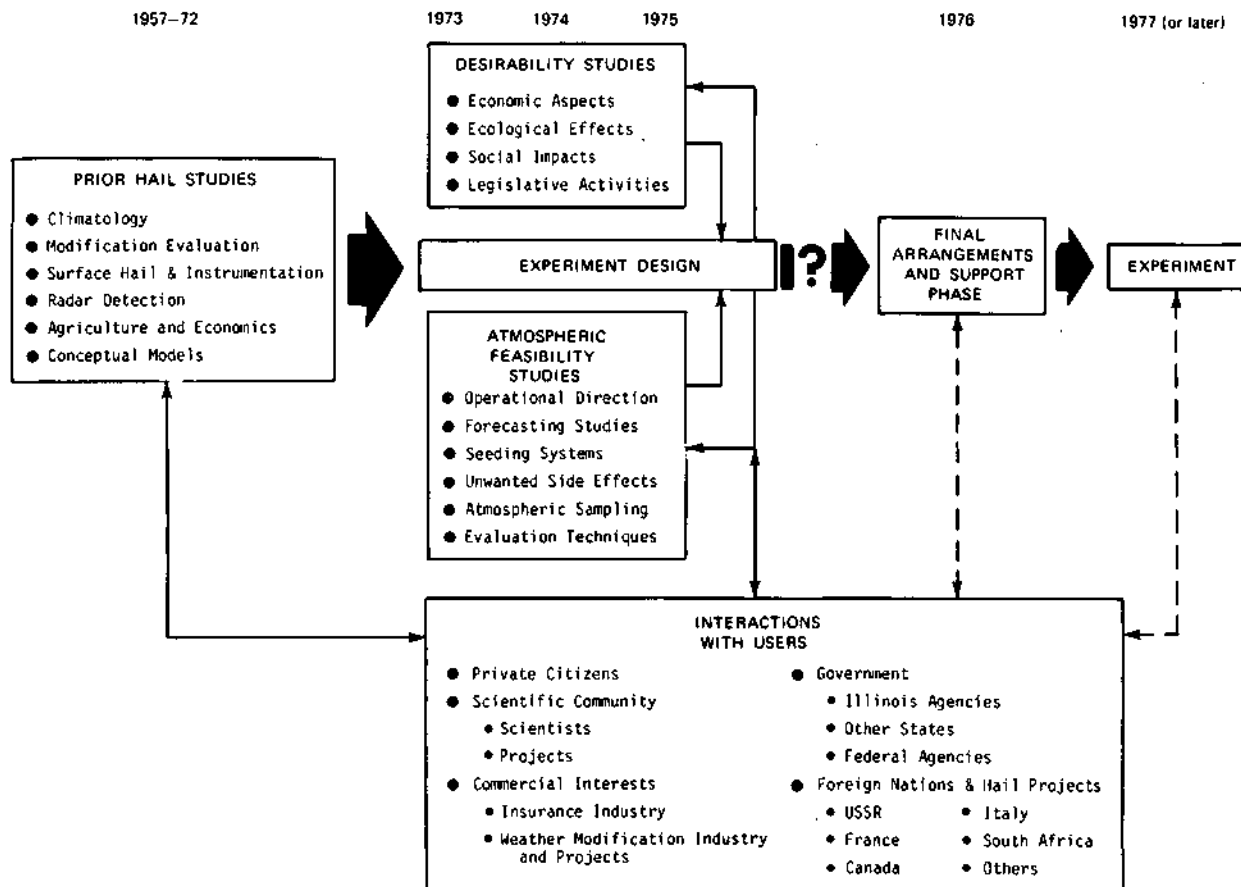 1957–72
1973
1974
1975
1976
1977 (or later)
PRIOR HAIL STUDIES
● Climatology
● Modification Evaluation
● Surface Hail & Instrumentation
● Radar Detection
● Agriculture and Economics
● Conceptual Models
DESIRABILITY STUDIES
● Economic Aspects
● Ecological Effects
● Social Impacts
● Legislative Activities
EXPERIMENT DESIGN
?
ATMOSPHERIC
FEASIBILITY
STUDIES
● Operational Direction
● Forecasting Studies
● Seeding Systems
● Unwanted Side Effects
● Atmospheric Sampling
● Evaluation Techniques
FINAL
ARRANGEMENTS
AND SUPPORT
PHASE
EXPERIMENT
INTERACTIONS
WITH USERS
● Private Citizens
● Scientific Community
• Scientists
• Projects
● Commercial Interests
• Insurance Industry
• Weather Modification Industry
and Projects
● Government
• Illinois Agencies
• Other States
• Federal Agencies
● Foreign Nations & Hail Projects
• USSR
• France
• Canada
• Italy
• South Africa
• Others